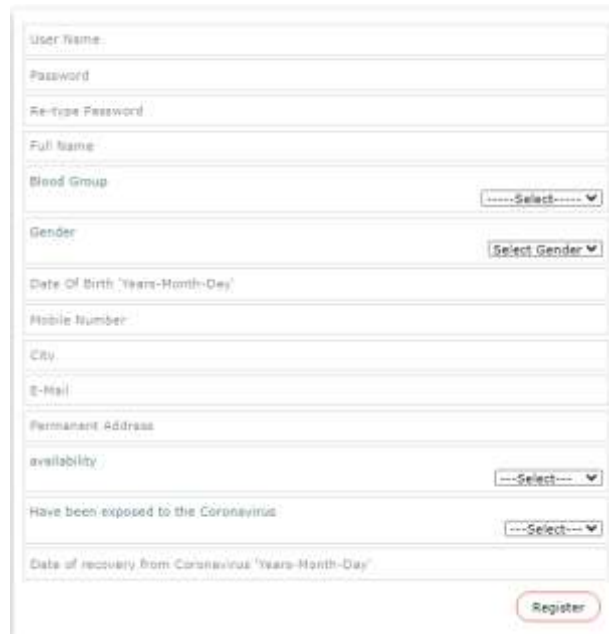 User Name
Password
Re-type Password
Full Name
Blood Group
-----Select-----
Gender
Select Gender
Date Of Birth 'Years-Month-Day'
Mobile Number
City
E-Mail
Permanent Address
availability
----Select----
Have been exposed to the Coronavirus
----Select---
Date of recovery from Coronavirus 'Years-Month-Day'
Register